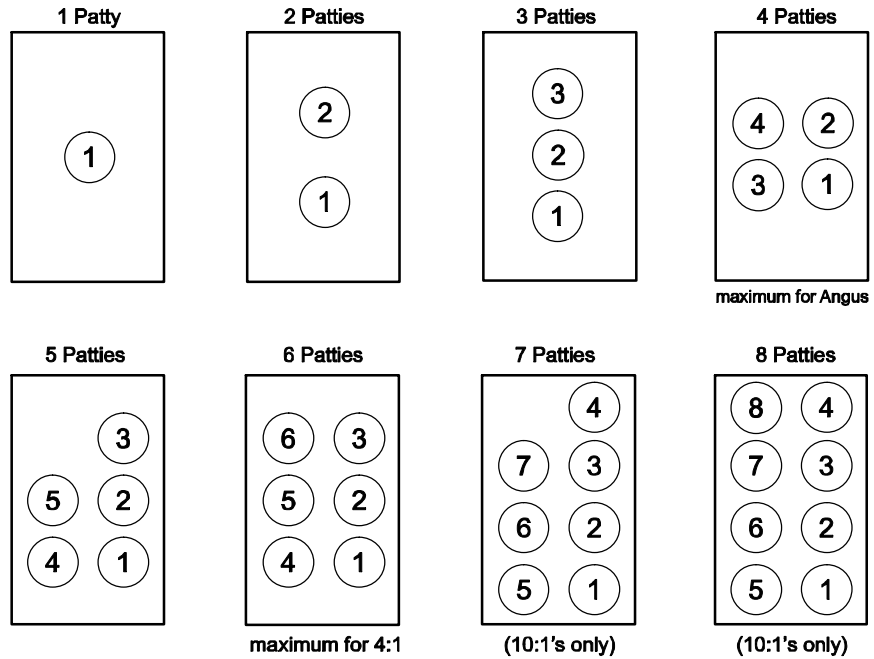 1 Patty
1
2 Patties
2
1
3 Patties
3
2
1
4 Patties
4 2
3 1
maximum for Angus
5 Patties
3
5 2
4 1
6 Patties
6 3
5 2
4 1
maximum for 4:1
7 Patties
4
7 3
6 2
5 1
(10:1's only)
8 Patties
8 4
7 3
6 2
5 1
(10:1's only)